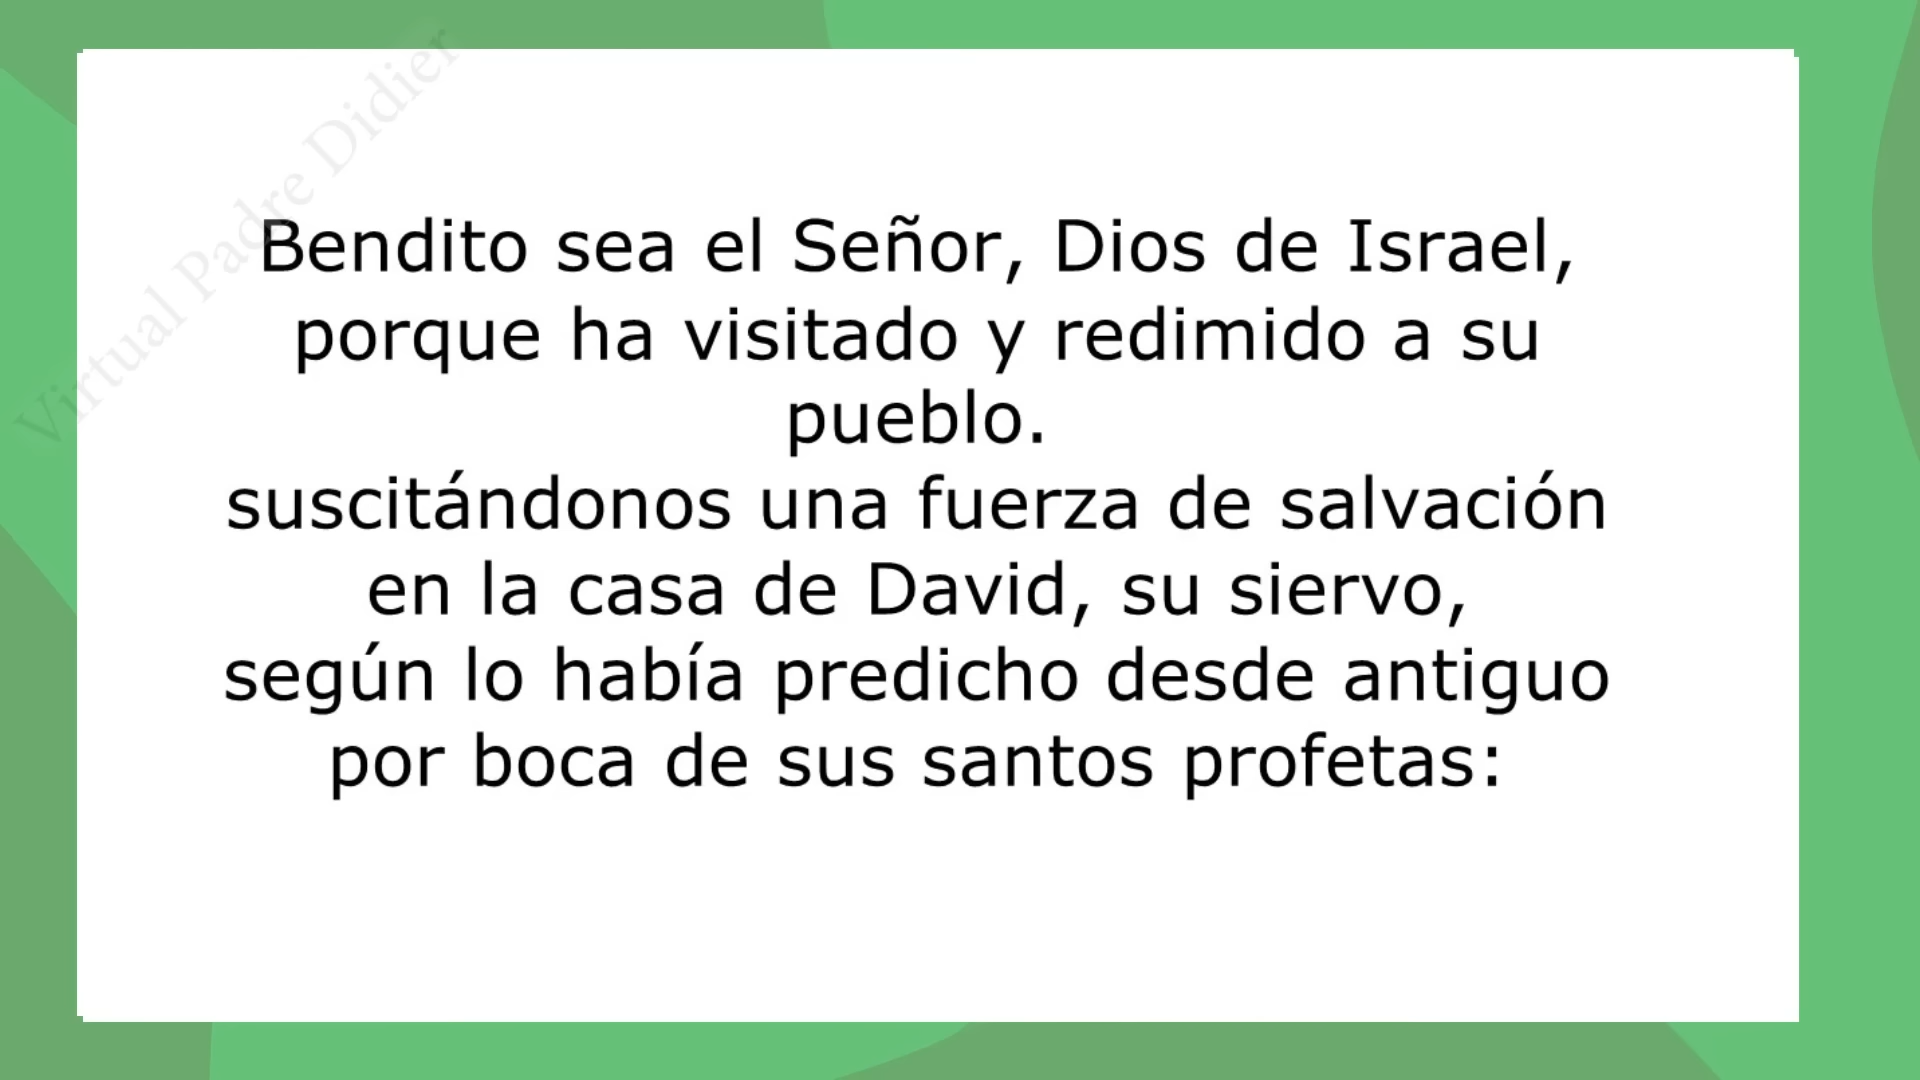 Virtual Padre Didier
Bendito sea el Señor, Dios de Israel,
porque ha visitado y redimido a su
pueblo.
suscitándonos una fuerza de salvación
en la casa de David, su siervo,
según lo había predicho desde antiguo
por boca de sus santos profetas: